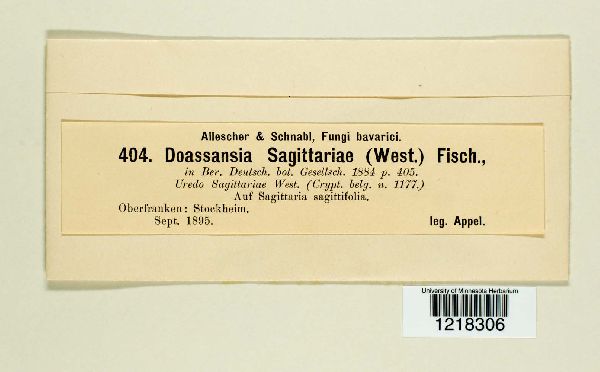 Allescher & Schnabl, Fungi bavarici.
404. Doassansia Sagittariae (West.) Fisch.,
in Ber. Deutsch. bot. Gesellsch. 1884 p. 405.
Uredo Sagittariae West. (Crypt. belg. n. 1177.)
Auf Sagittaria sagittifolia.
Oberfranken: Stockheim.
Sept. 1895. leg. Appel.
University of Minnesota Herbarium
1218306